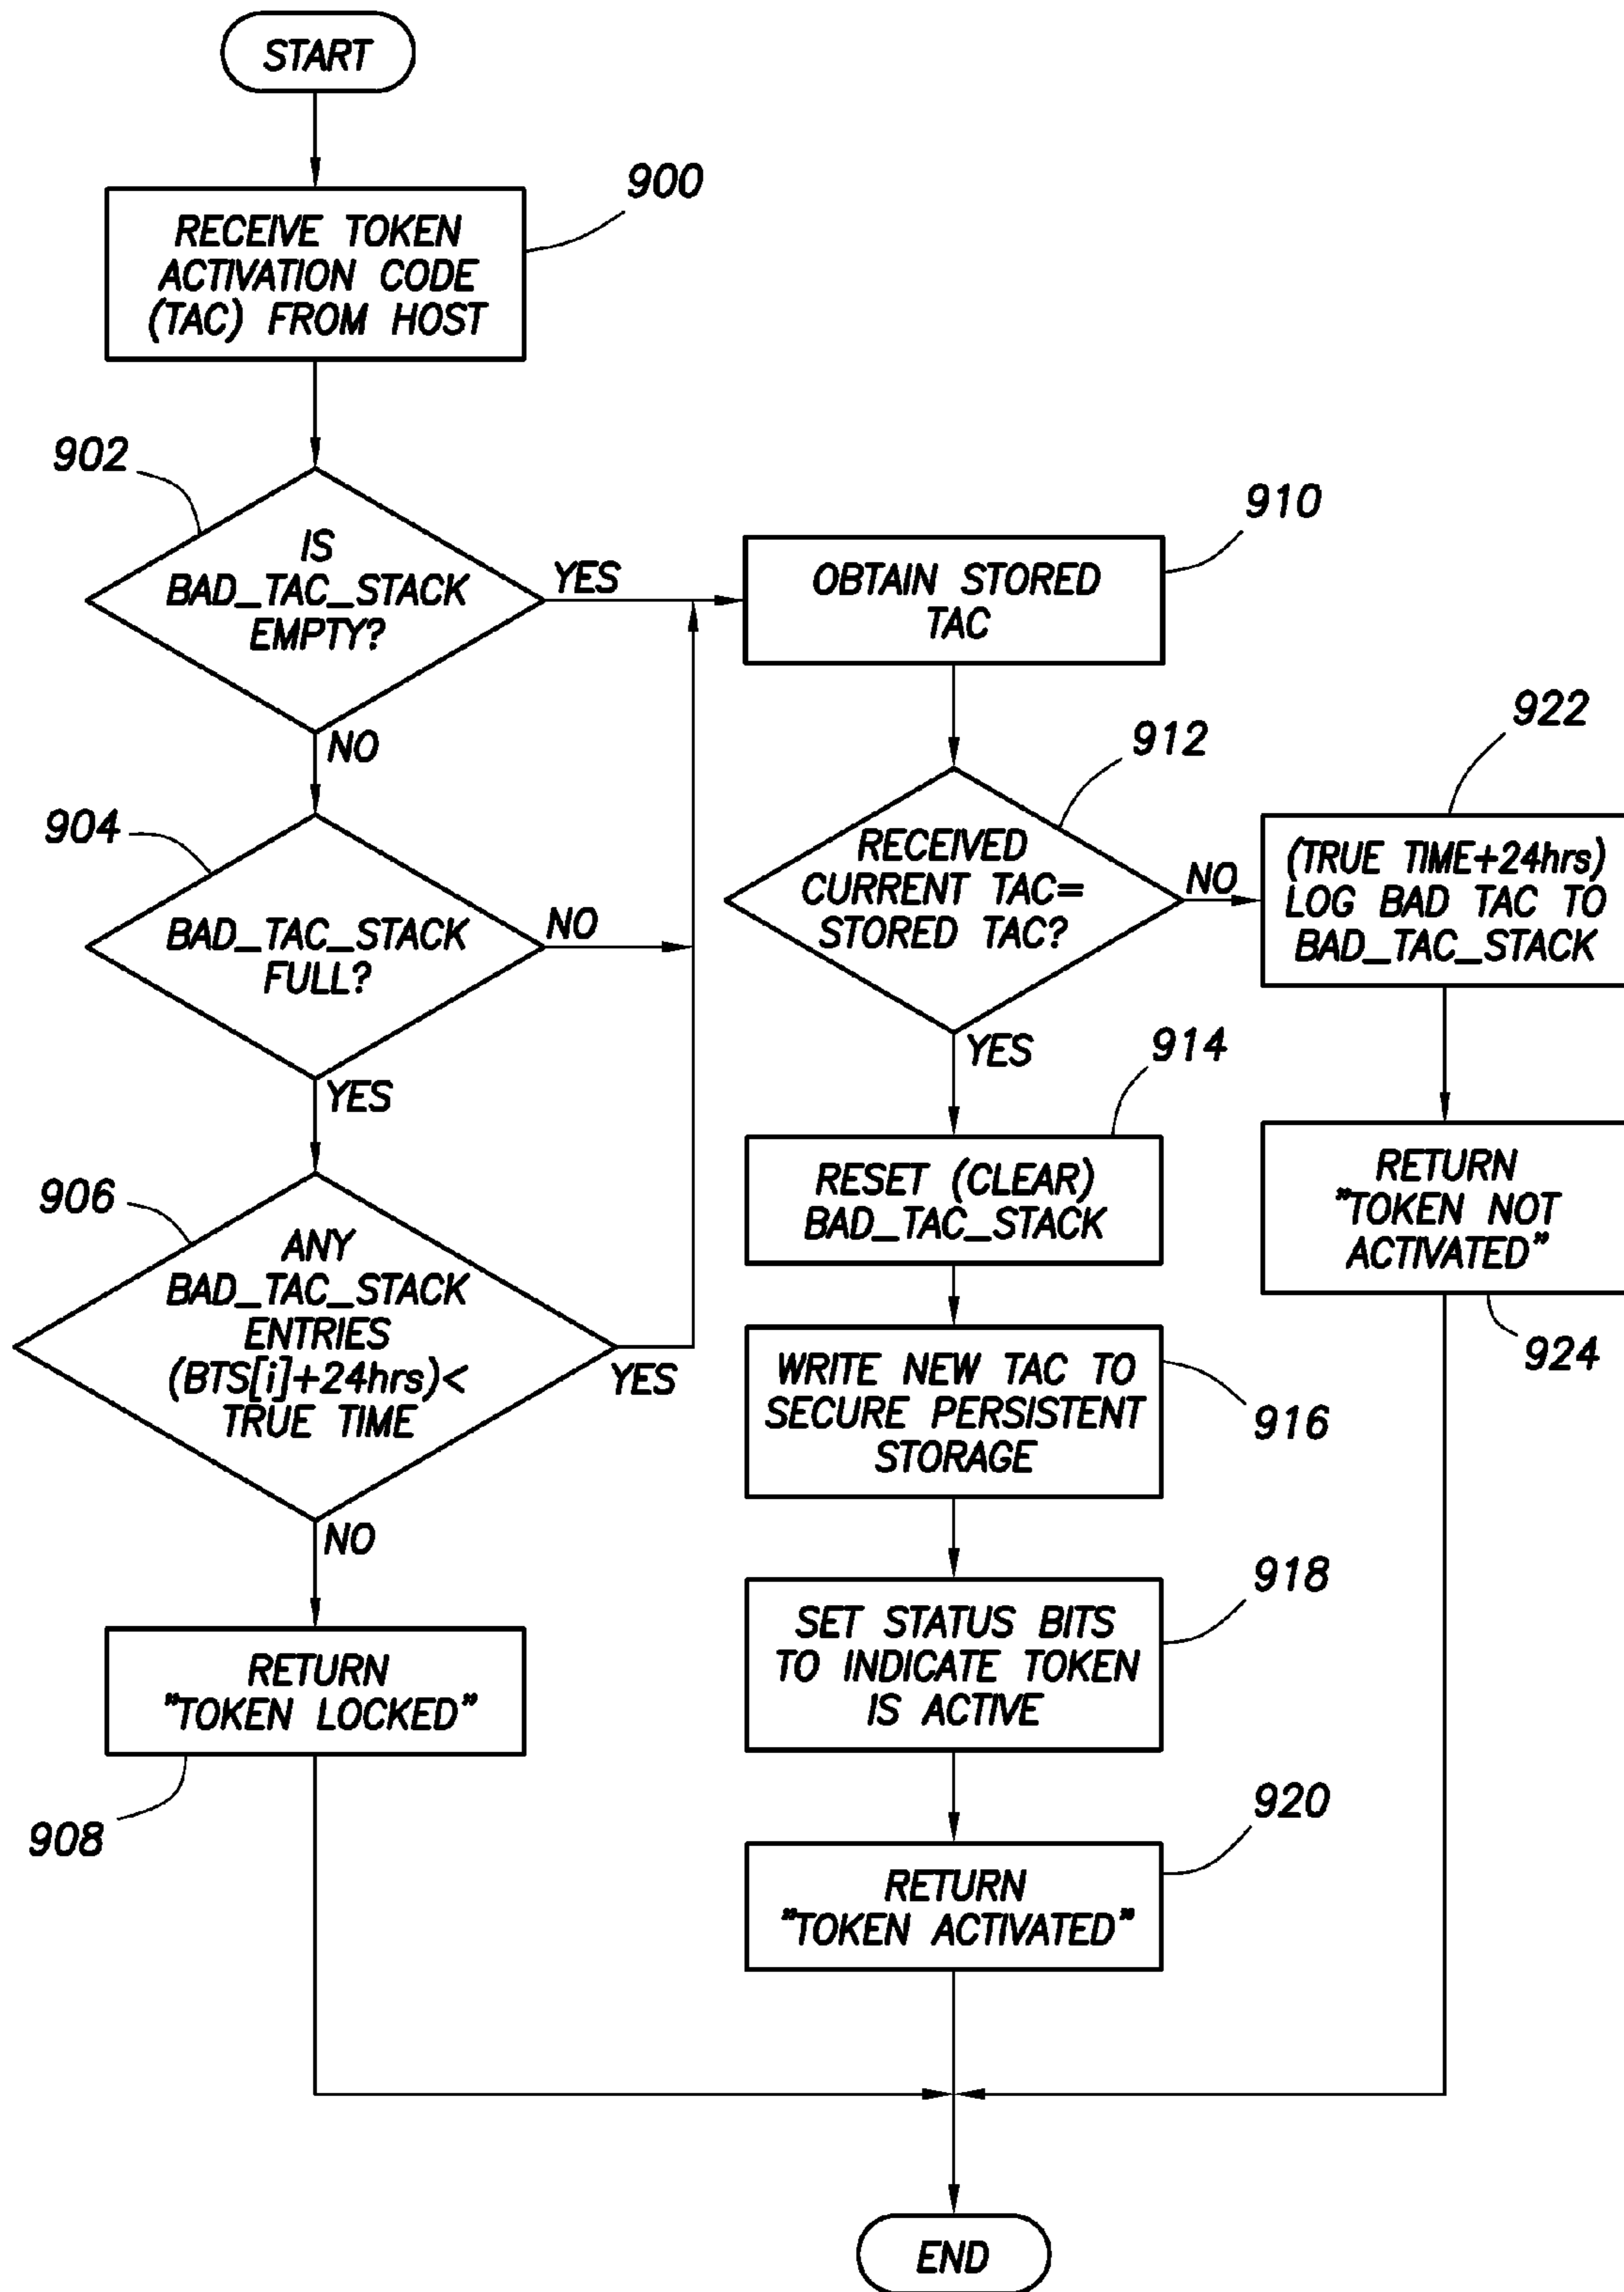 START
900
RECEIVE TOKEN
ACTIVATION CODE
(TAC) FROM HOST
902
IS
BAD_TAC_STACK
EMPTY?
YES
NO
904
BAD_TAC_STACK
FULL?
NO
YES
906
ANY
BAD_TAC_STACK
ENTRIES
(BTS[i]+24hrs)<
TRUE TIME
YES
NO
RETURN
"TOKEN LOCKED"
908
910
OBTAIN STORED
TAC
912
RECEIVED
CURRENT TAC=
STORED TAC?
NO
YES
914
RESET (CLEAR)
BAD_TAC_STACK
WRITE NEW TAC TO
SECURE PERSISTENT
STORAGE
916
918
SET STATUS BITS
TO INDICATE TOKEN
IS ACTIVE
920
RETURN
"TOKEN ACTIVATED"
922
(TRUE TIME+24hrs)
LOG BAD TAC TO
BAD_TAC_STACK
RETURN
"TOKEN NOT
ACTIVATED"
924
END